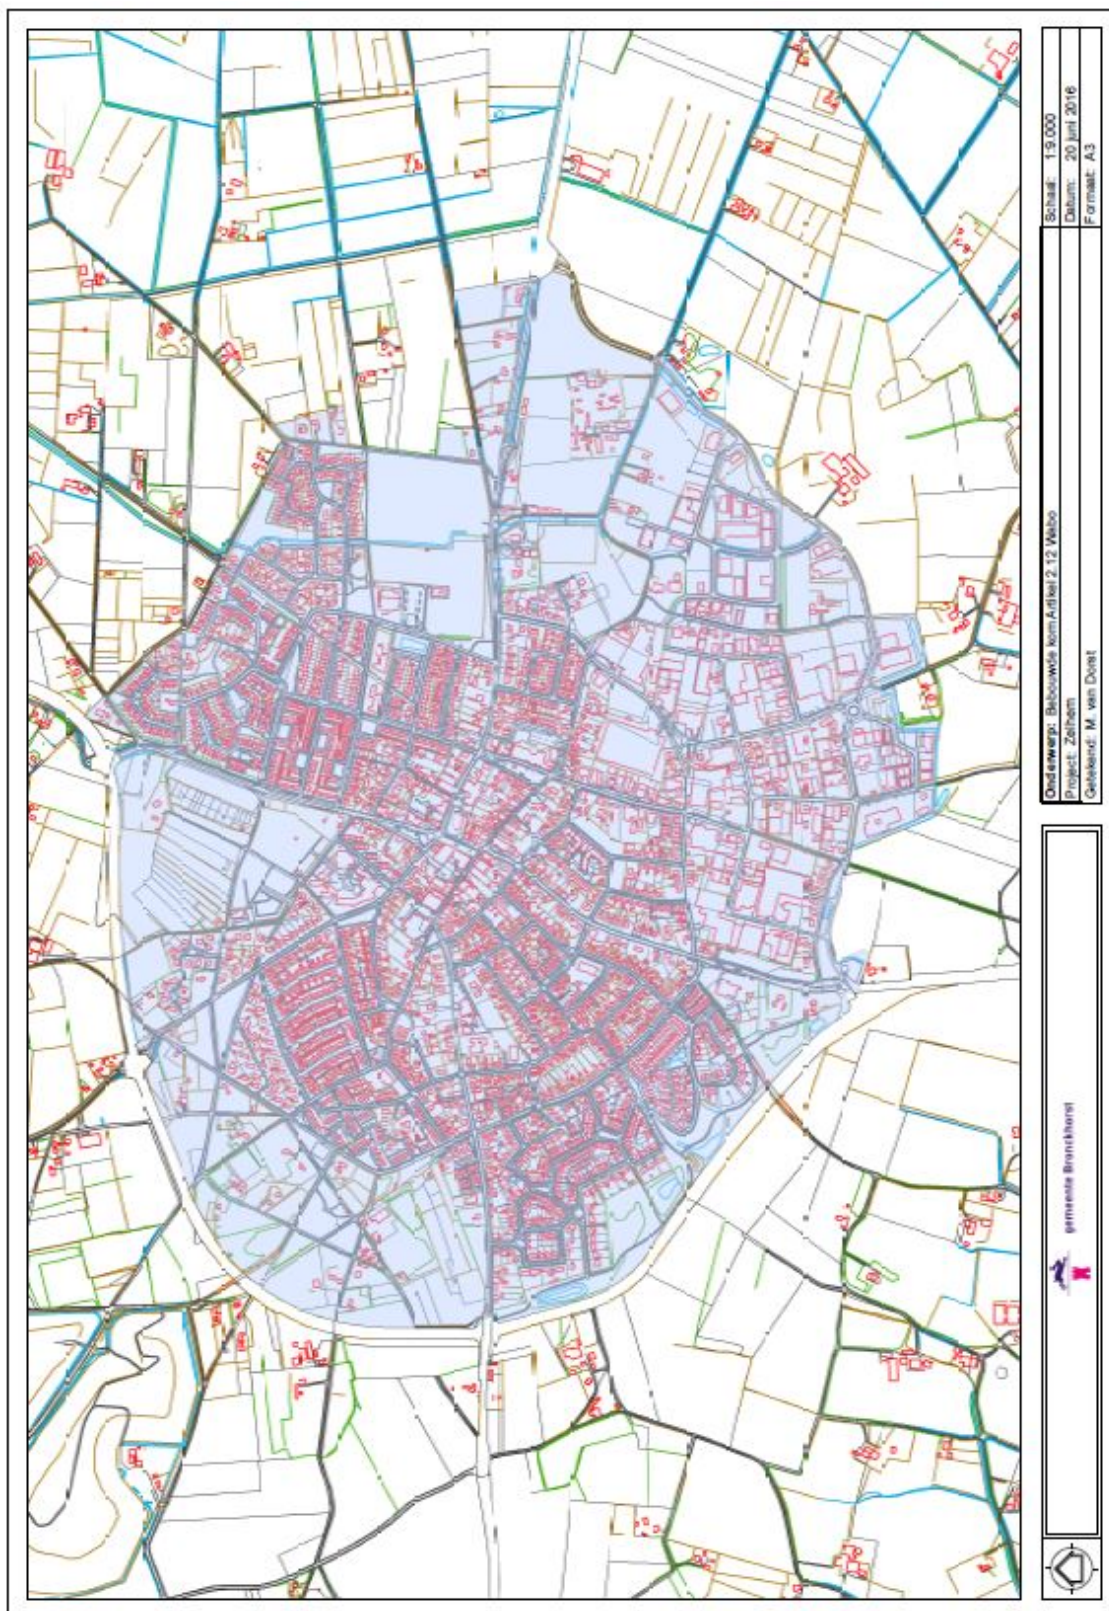 gemeente Bronckhorst
Onderwerp: Bebouwde kom Artikel 2.12 Wabo
Schaal: 1:9.000
Project: Zelhem
Datum: 20 juni 2016
Getekend: M. van Dorst
Formaat: A3